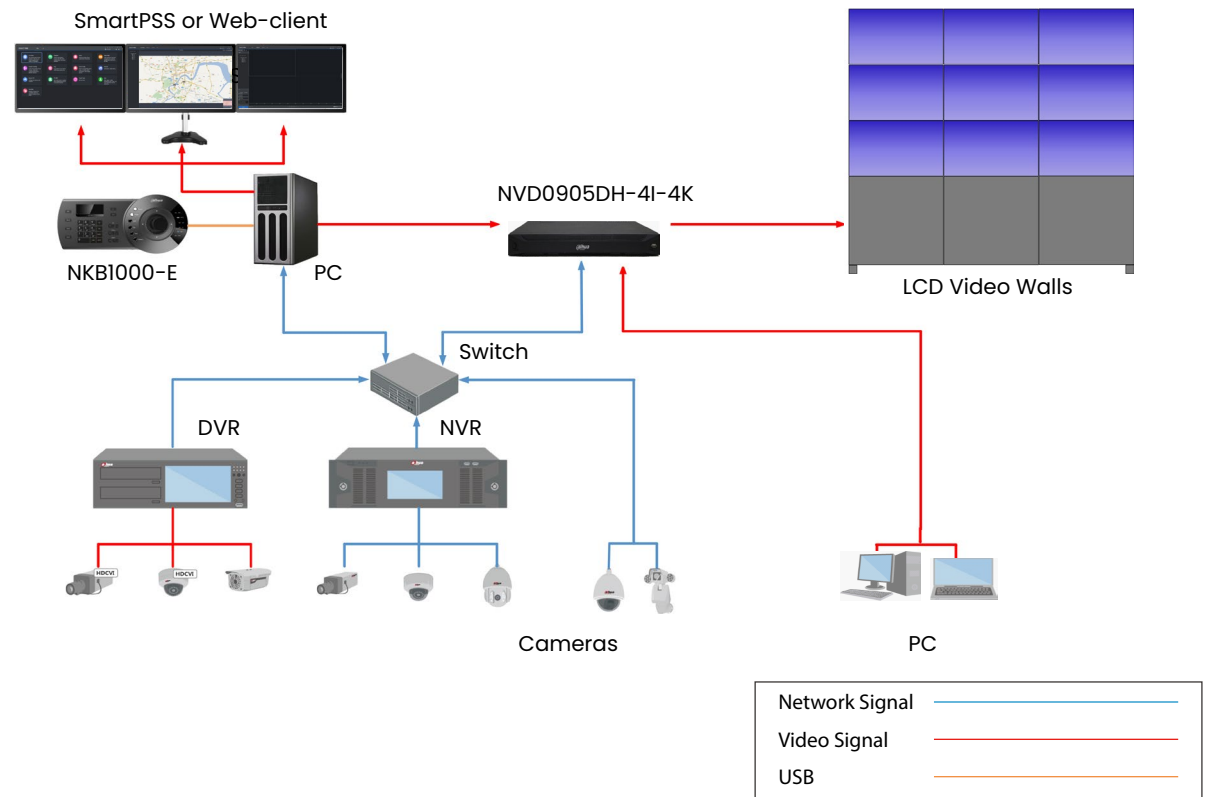 SmartPSS or Web-client
NVD0905DH-4I-4K
NKB1000-E
PC
LCD Video Walls
Switch
DVR
NVR
HDCVI
HDCVI
Cameras
PC
Network Signal
Video Signal
USB